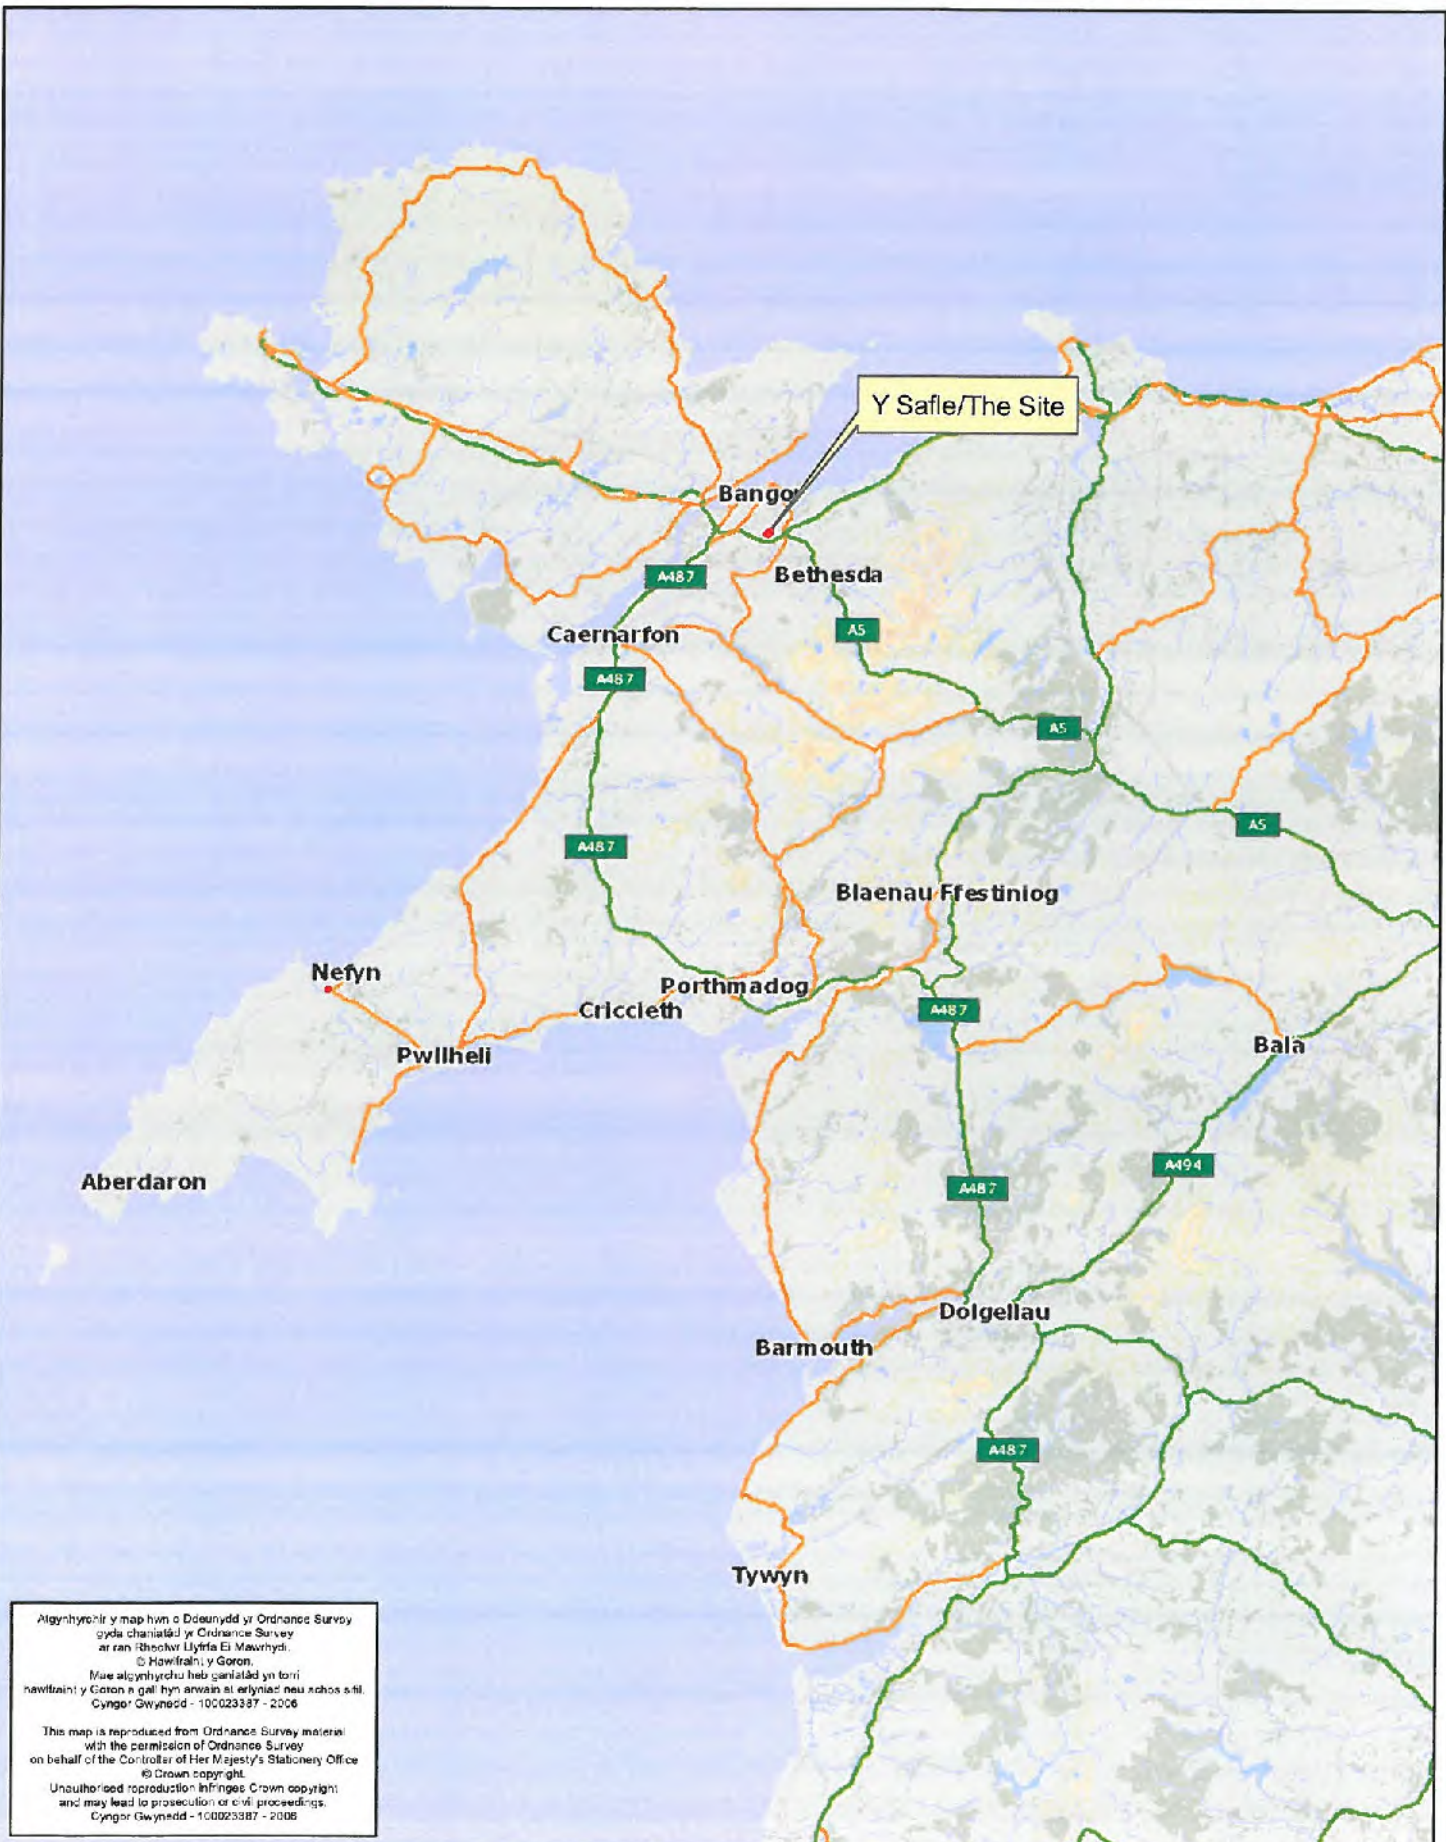 Y Safle/The Site
Bango
A487
Bethesda
A5
Caernarfon
A487
A5
A5
A487
Blaenau Ffestiniog
Nefyn
Porthmadog
Criccieth
A487
Pwllheli
Bala
A494
Aberdaron
A487
Dolgellau
Barmouth
A487
Tywyn
Atgynhyrchir y map hwn o Ddeunydd yr Ordnance Survey
gyda chaniatâd yr Ordnance Survey
ar ran Rheolwr Llyfrfa Ei Mawrhydi.
© Hawlfraint y Goron.
Mae atgynhyrchu heb ganiatâd yn torri
hawlfraint y Goron a gall hyn arwain at erlyniad neu achos sifil.
Cyngor Gwynedd - 100023387 - 2006
This map is reproduced from Ordnance Survey material
with the permission of Ordnance Survey
on behalf of the Controller of Her Majesty's Stationery Office
© Crown copyright.
Unauthorised reproduction infringes Crown copyright
and may lead to prosecution or civil proceedings.
Cyngor Gwynedd - 100023387 - 2006